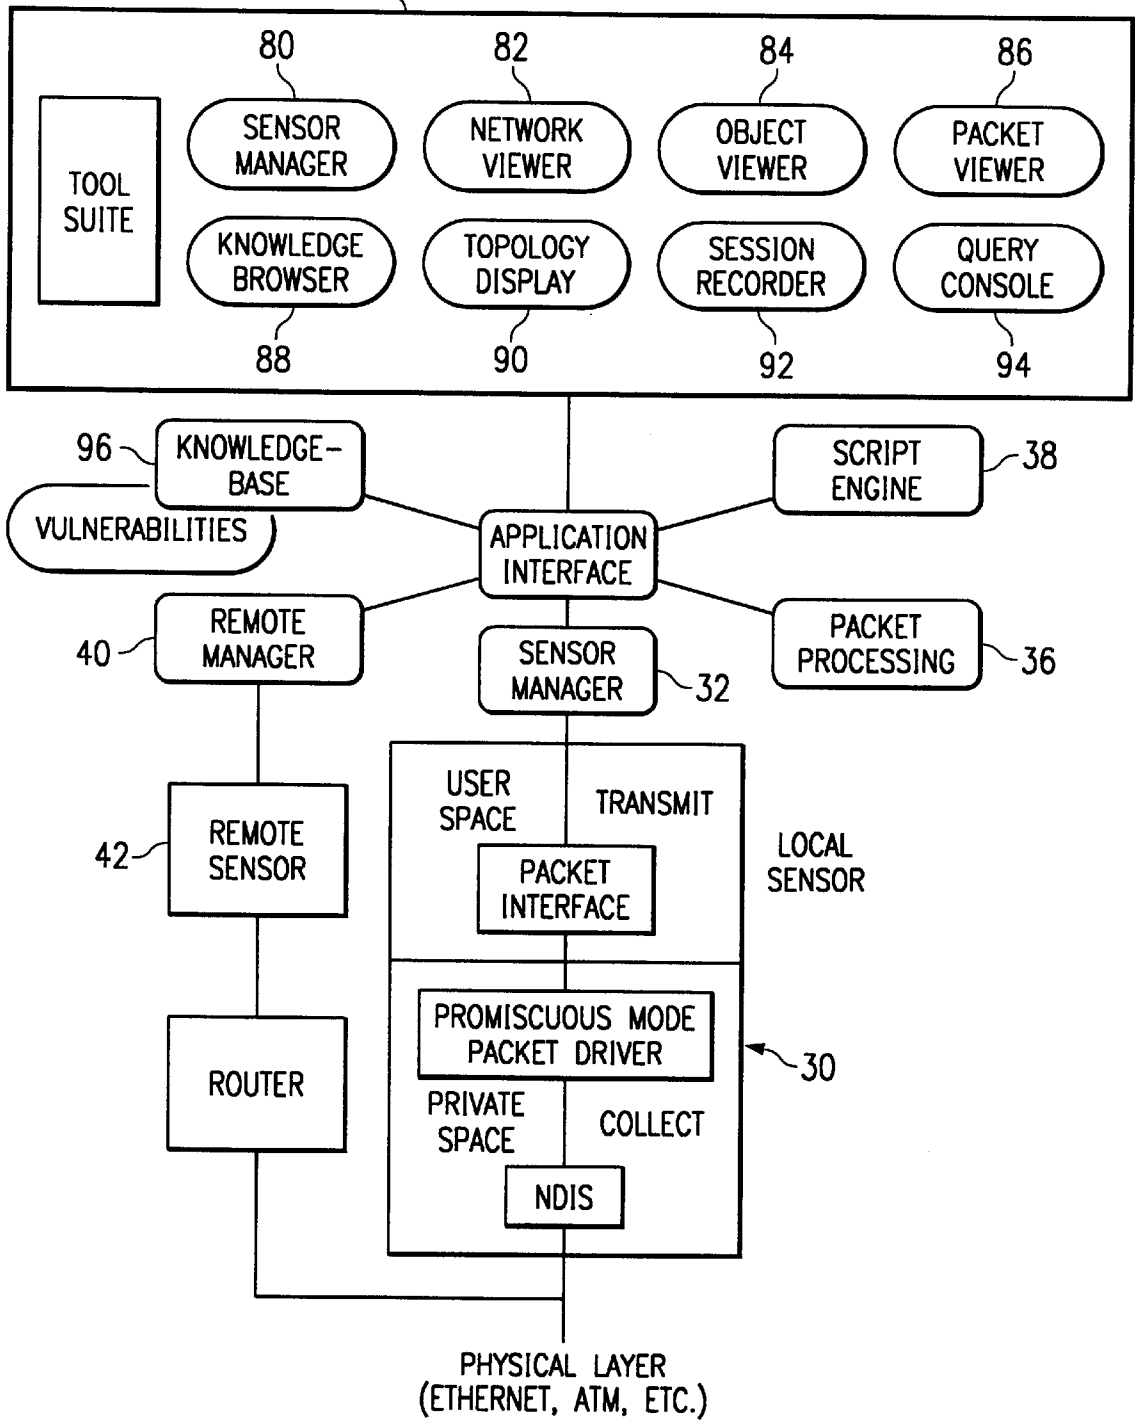 80
82
84
86
TOOL
SUITE
SENSOR
MANAGER
NETWORK
VIEWER
OBJECT
VIEWER
PACKET
VIEWER
KNOWLEDGE
BROWSER
TOPOLOGY
DISPLAY
SESSION
RECORDER
QUERY
CONSOLE
88
90
92
94
96
KNOWLEDGE-
BASE
VULNERABILITIES
SCRIPT
ENGINE
38
APPLICATION
INTERFACE
40
REMOTE
MANAGER
SENSOR
MANAGER
32
PACKET
PROCESSING
36
USER
SPACE
TRANSMIT
42
REMOTE
SENSOR
PACKET
INTERFACE
LOCAL
SENSOR
PROMISCUOUS MODE
PACKET DRIVER
30
ROUTER
PRIVATE
SPACE
COLLECT
NDIS
PHYSICAL LAYER
(ETHERNET, ATM, ETC.)